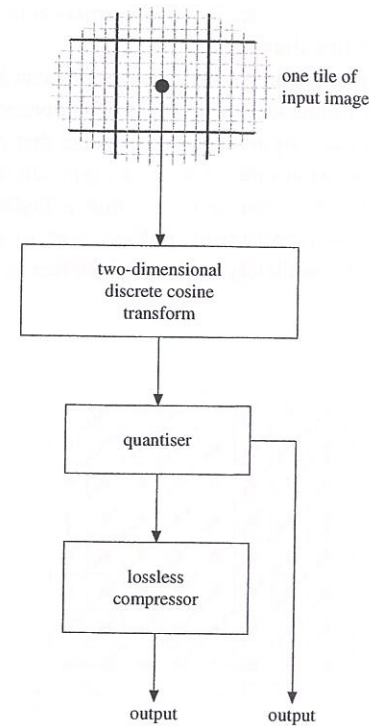 one tile of
input image
two-dimensional
discrete cosine
transform
quantiser
lossless
compressor
output
output